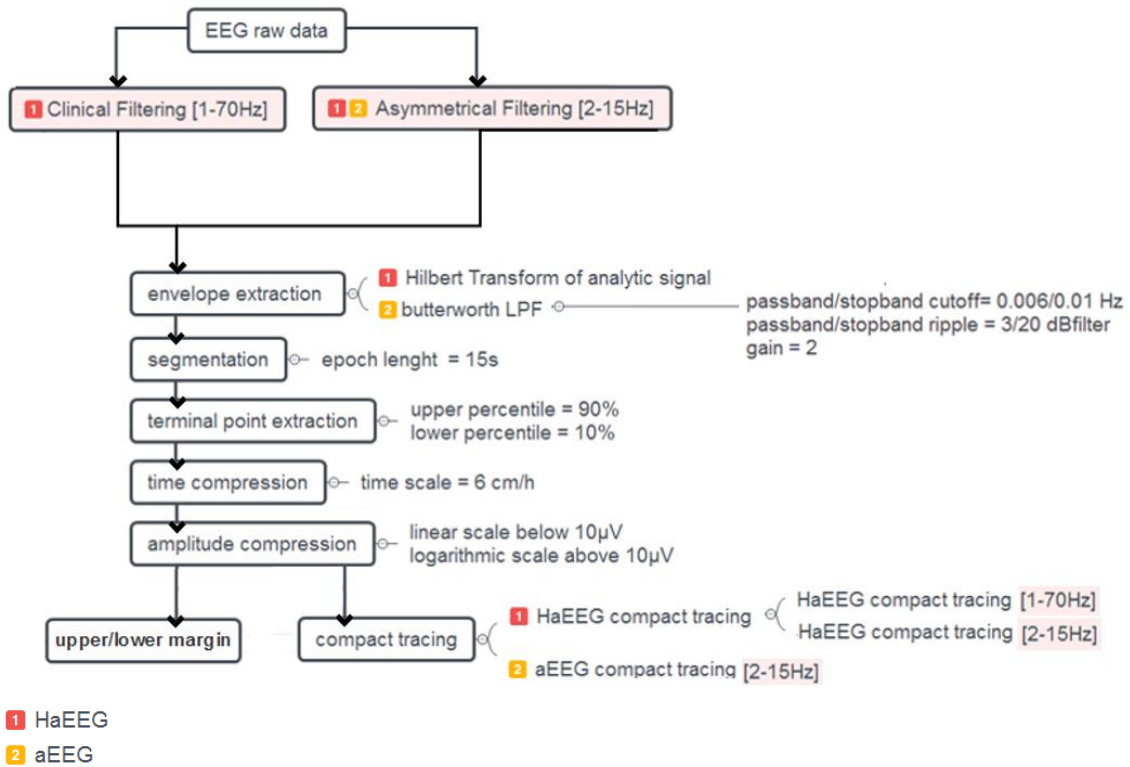 EEG raw data
1 Clinical Filtering [1-70Hz]
1 2 Asymmetrical Filtering [2-15Hz]
envelope extraction
1 Hilbert Transform of analytic signal
2 butterworth LPF
passband/stopband cutoff= 0.006/0.01 Hz
passband/stopband ripple = 3/20 dBfilter
gain = 2
segmentation
epoch lenght = 15s
terminal point extraction
upper percentile = 90%
lower percentile = 10%
time compression
time scale = 6 cm/h
amplitude compression
linear scale below 10µV
logarithmic scale above 10µV
upper/lower margin
compact tracing
1 HaEEG compact tracing
HaEEG compact tracing [1-70Hz]
HaEEG compact tracing [2-15Hz]
2 aEEG compact tracing [2-15Hz]
1 HaEEG
2 aEEG